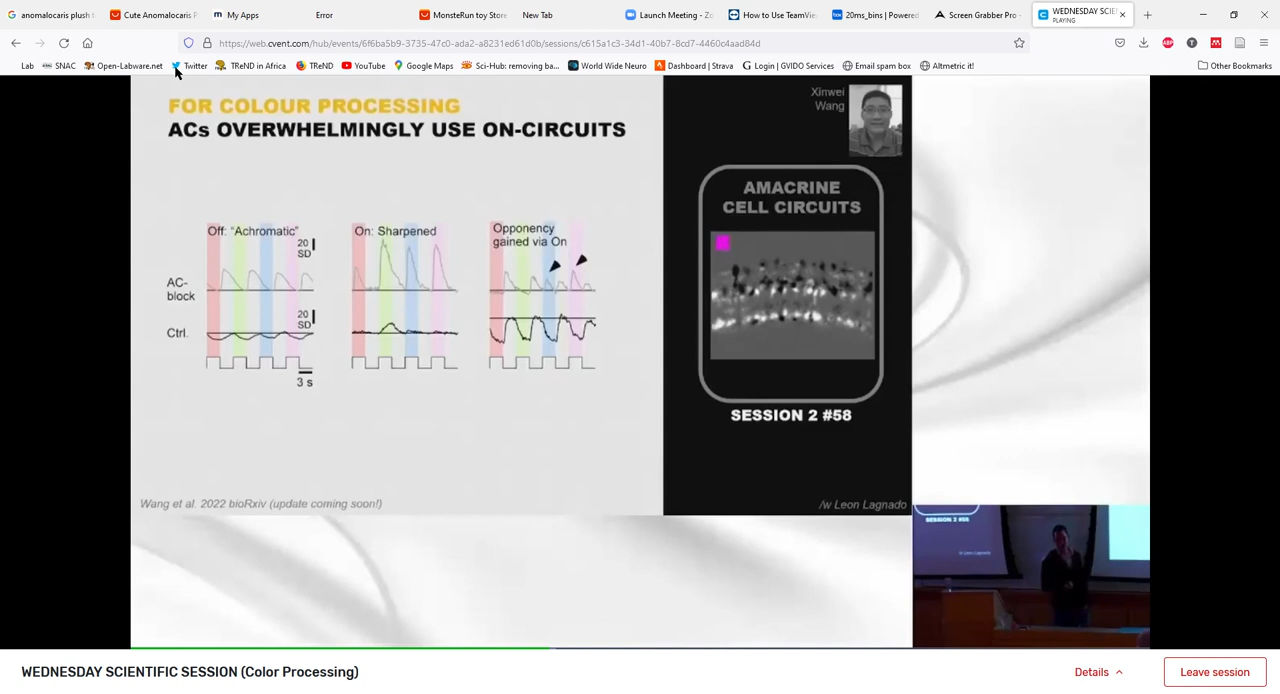 anomalocaris plush t
Cute Anomalocaris P
My Apps
Error
MonsteRun toy Store
New Tab
Launch Meeting - Zo
How to Use TeamVie
20ms_bins | Powered
Screen Grabber Pro -
WEDNESDAY SCIE
PLAYING
https://web.cvent.com/hub/events/6f6ba5b9-3735-47c0-ada2-a8231ed61d0b/sessions/c615a1c3-34d1-40b7-8cd7-4460c4aad84d
Lab
SNAC
Open-Labware.net
Twitter
TReND in Africa
TReND
YouTube
Google Maps
Sci-Hub: removing ba...
World Wide Neuro
Dashboard | Strava
Login | GVIDO Services
Email spam box
Altmetric it!
Other Bookmarks
FOR COLOUR PROCESSING
ACs OVERWHELMINGLY USE ON-CIRCUITS
Off: "Achromatic"
20
SD
On: Sharpened
Opponency
gained via On
AC-
block
20
SD
Ctrl.
3 s
Wang et al. 2022 bioRxiv (update coming soon!)
Xinwei
Wang
AMACRINE
CELL CIRCUITS
SESSION 2 #58
/w Leon Lagnado
SESSION 2 #58
/w Leon Lagnado
WEDNESDAY SCIENTIFIC SESSION (Color Processing)
Details
Leave session